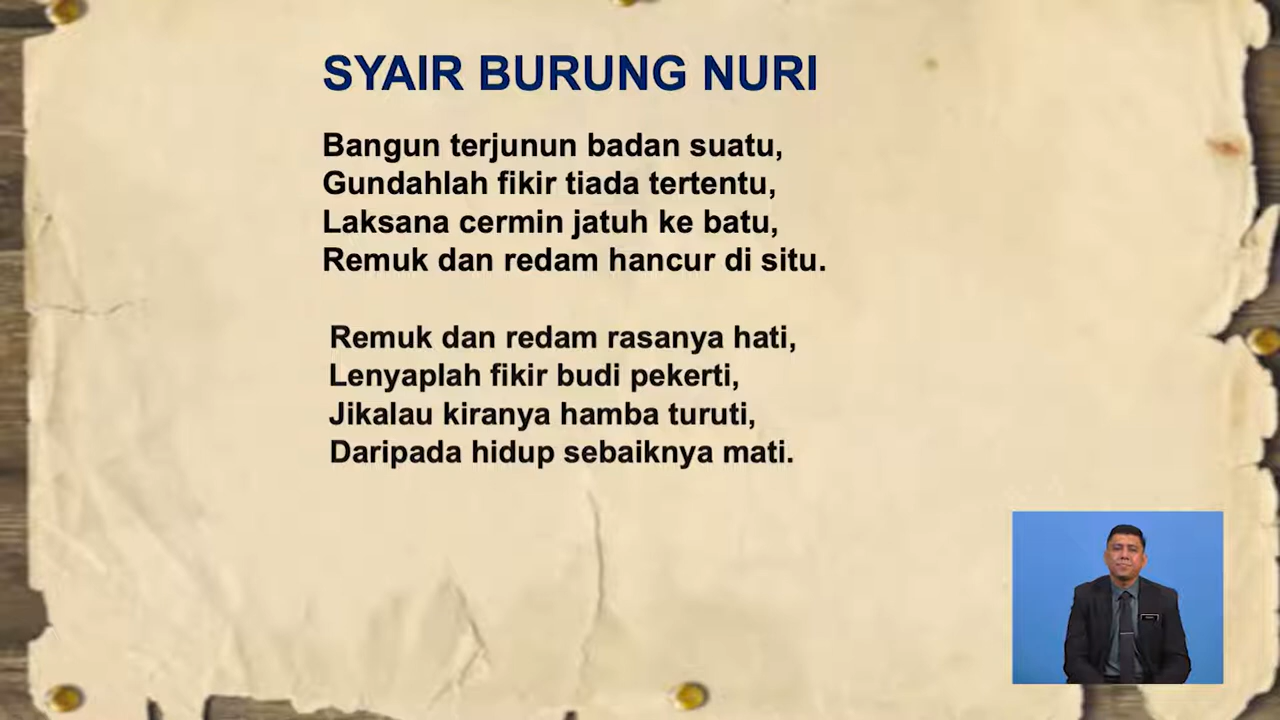 SYAIR BURUNG NURI
Bangun terjunun badan suatu,
Gundahlah fikir tiada tertentu,
Laksana cermin jatuh ke batu,
Remuk dan redam hancur di situ.
Remuk dan redam rasanya hati,
Lenyaplah fikir budi pekerti,
Jikalau kiranya hamba turuti,
Daripada hidup sebaiknya mati.